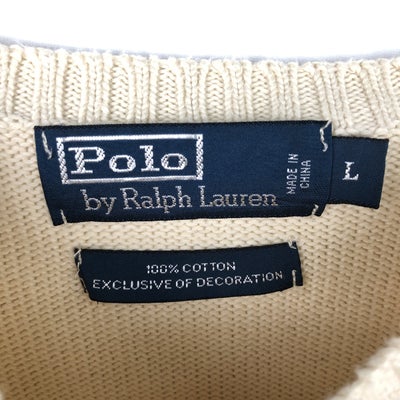 Polo
by Ralph Lauren
MADE IN
CHINA
L
100% COTTON
EXCLUSIVE OF DECORATION